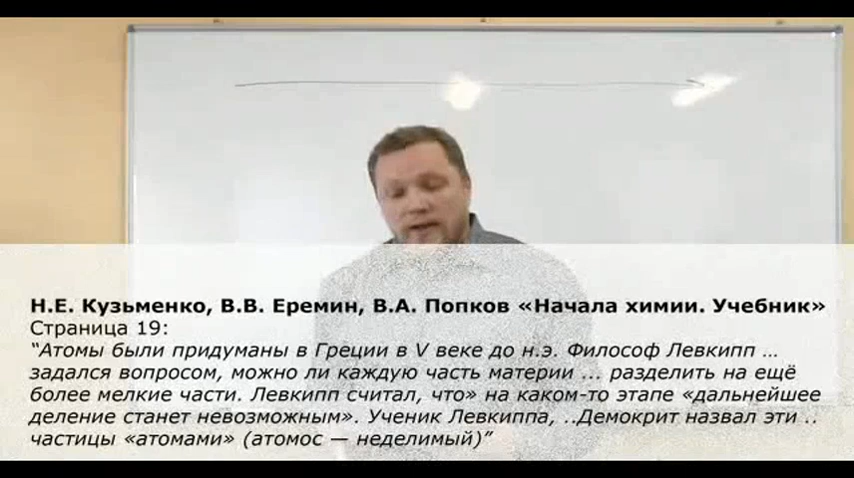 Н.Е. Кузьменко, В.В. Еремин, В.А. Попков «Начала химии. Учебник»
Страница 19:
“Атомы были придуманы в Греции в V веке до н.э. Философ Левкипп …
задался вопросом, можно ли каждую часть материи ... разделить на ещё
более мелкие части. Левкипп считал, что» на каком-то этапе «дальнейшее
деление станет невозможным». Ученик Левкиппа, ..Демокрит назвал эти ..
частицы «атомами» (атомос — неделимый)”